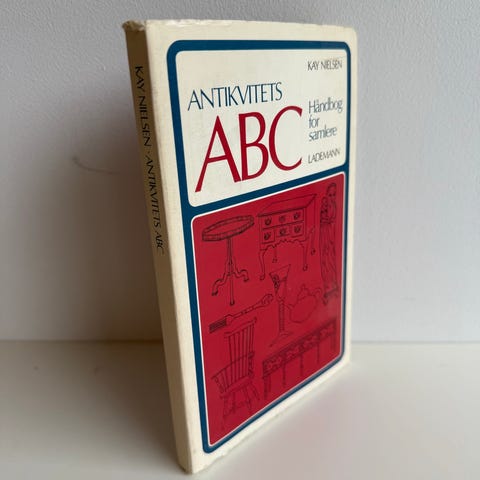 KAY NIELSEN · ANTIKVITETS ABC
KAY NIELSEN
ANTIKVITETS
ABC
Håndbog
for
samlere
LADEMANN